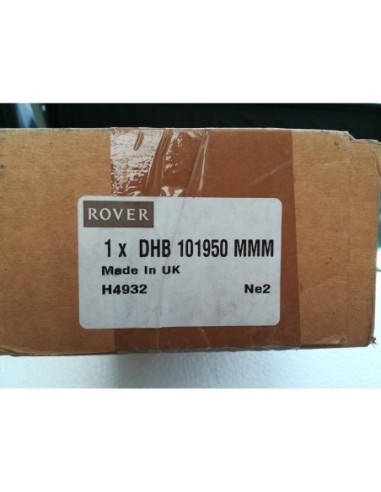 ROVER
1 x DHB 101950 MMM
Made In UK
H4932 Ne2